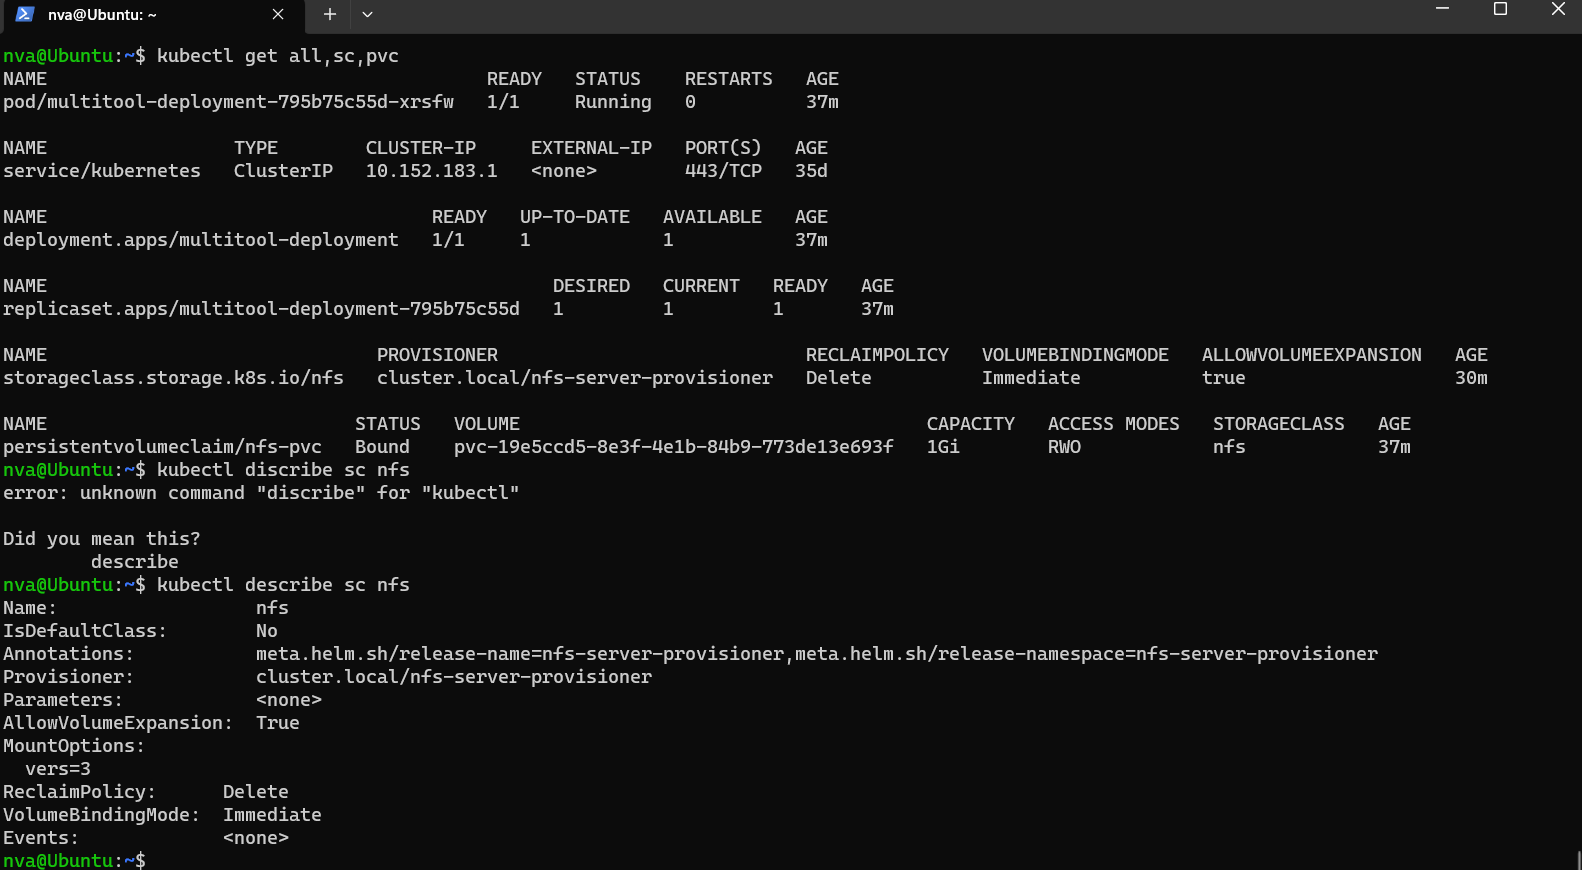 nva@Ubuntu: ~
nva@Ubuntu:~$ kubectl get all,sc,pvc
NAME                                        READY   STATUS    RESTARTS   AGE
pod/multitool-deployment-795b75c55d-xrsfw   1/1     Running   0          37m

NAME                 TYPE        CLUSTER-IP     EXTERNAL-IP   PORT(S)   AGE
service/kubernetes   ClusterIP   10.152.183.1   <none>        443/TCP   35d

NAME                                   READY   UP-TO-DATE   AVAILABLE   AGE
deployment.apps/multitool-deployment   1/1     1            1           37m

NAME                                              DESIRED   CURRENT   READY   AGE
replicaset.apps/multitool-deployment-795b75c55d   1         1         1       37m

NAME                              PROVISIONER                            RECLAIMPOLICY   VOLUMEBINDINGMODE   ALLOWVOLUMEEXPANSION   AGE
storageclass.storage.k8s.io/nfs   cluster.local/nfs-server-provisioner   Delete          Immediate           true                   30m

NAME                            STATUS   VOLUME                                     CAPACITY   ACCESS MODES   STORAGECLASS   AGE
persistentvolumeclaim/nfs-pvc   Bound    pvc-19e5ccd5-8e3f-4e1b-84b9-773de13e693f   1Gi        RWO            nfs            37m
nva@Ubuntu:~$ kubectl discribe sc nfs
error: unknown command "discribe" for "kubectl"

Did you mean this?
        describe
nva@Ubuntu:~$ kubectl describe sc nfs
Name:                  nfs
IsDefaultClass:        No
Annotations:           meta.helm.sh/release-name=nfs-server-provisioner,meta.helm.sh/release-namespace=nfs-server-provisioner
Provisioner:           cluster.local/nfs-server-provisioner
Parameters:            <none>
AllowVolumeExpansion:  True
MountOptions:
  vers=3
ReclaimPolicy:      Delete
VolumeBindingMode:  Immediate
Events:             <none>
nva@Ubuntu:~$